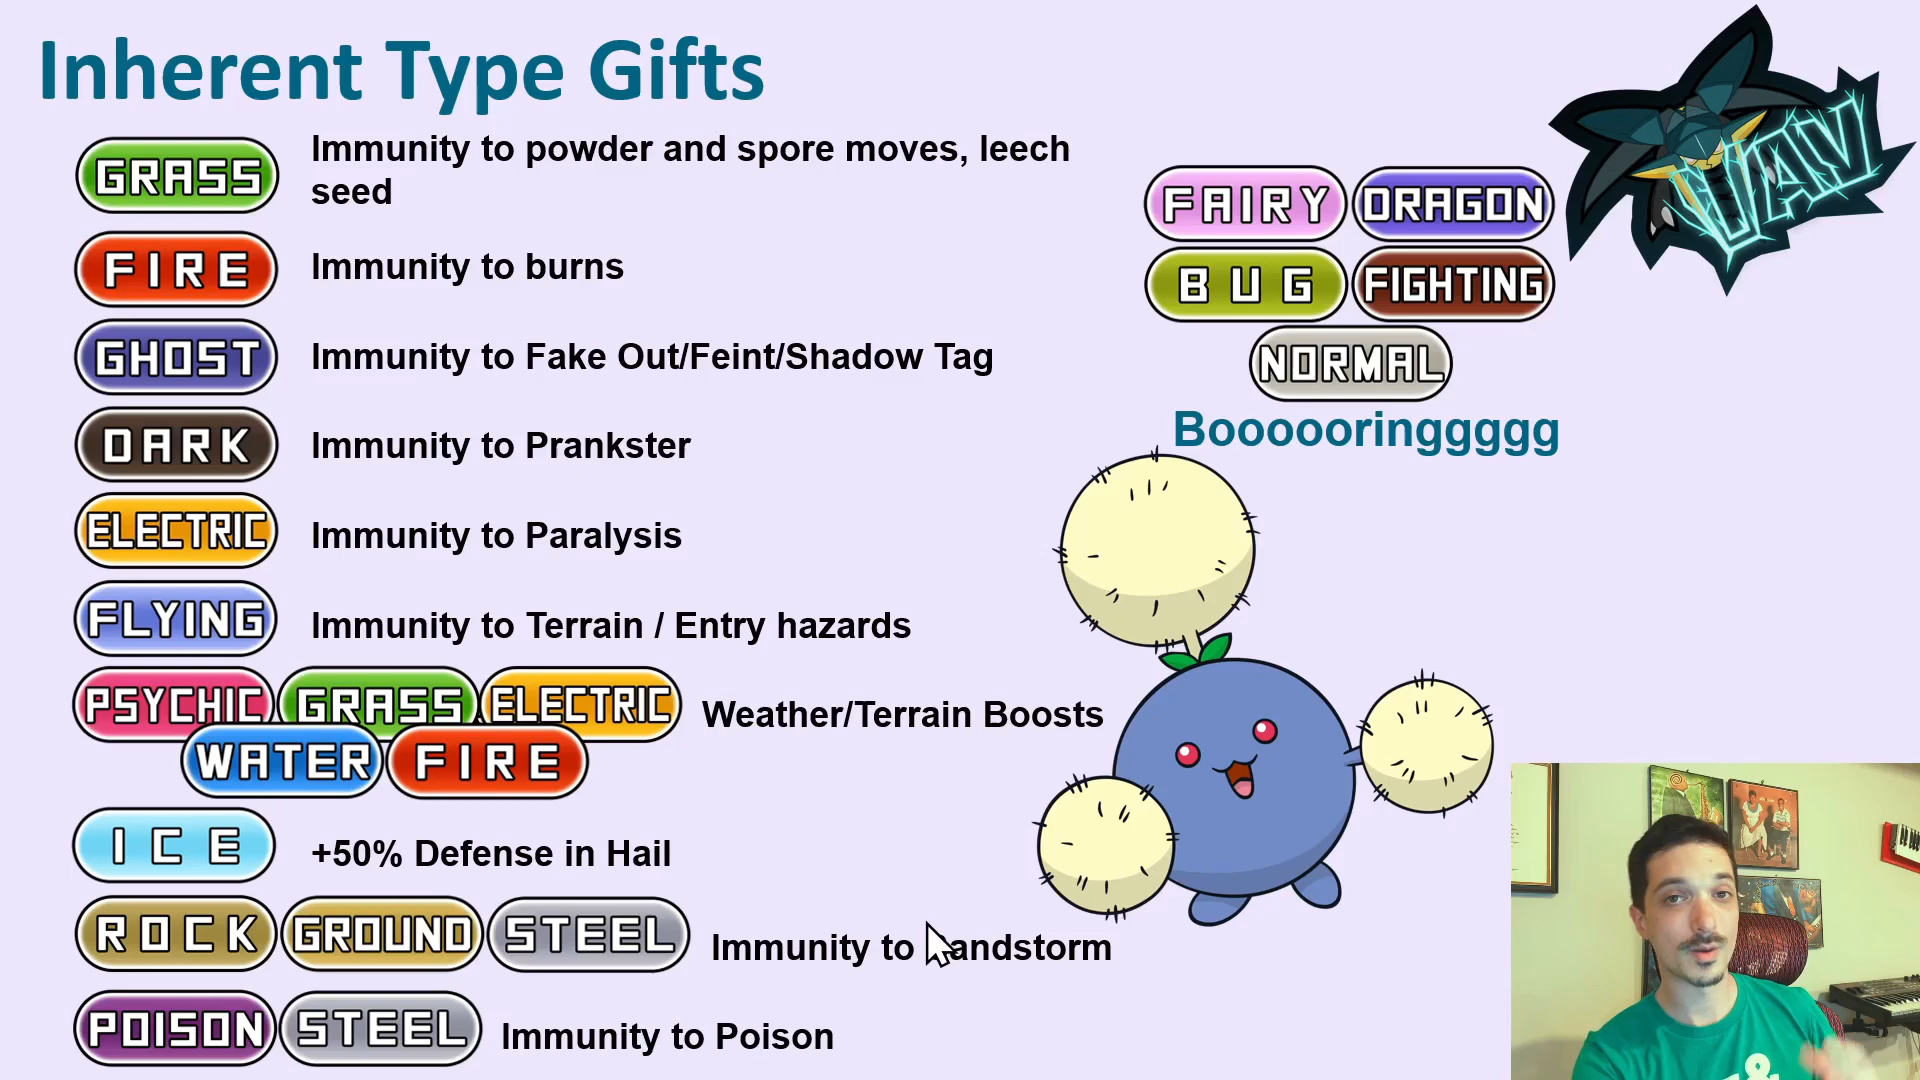 Inherent Type Gifts
GRASS
Immunity to powder and spore moves, leech
seed
FIRE
Immunity to burns
GHOST
Immunity to Fake Out/Feint/Shadow Tag
DARK
Immunity to Prankster
ELECTRIC
Immunity to Paralysis
FLYING
Immunity to Terrain / Entry hazards
PSYCHIC GRASS ELECTRIC
WATER FIRE
Weather/Terrain Boosts
ICE
+50% Defense in Hail
ROCK GROUND STEEL
Immunity to Sandstorm
POISON STEEL
Immunity to Poison
FAIRY DRAGON
BUG FIGHTING
NORMAL
Boooooringgggg
JAV
&